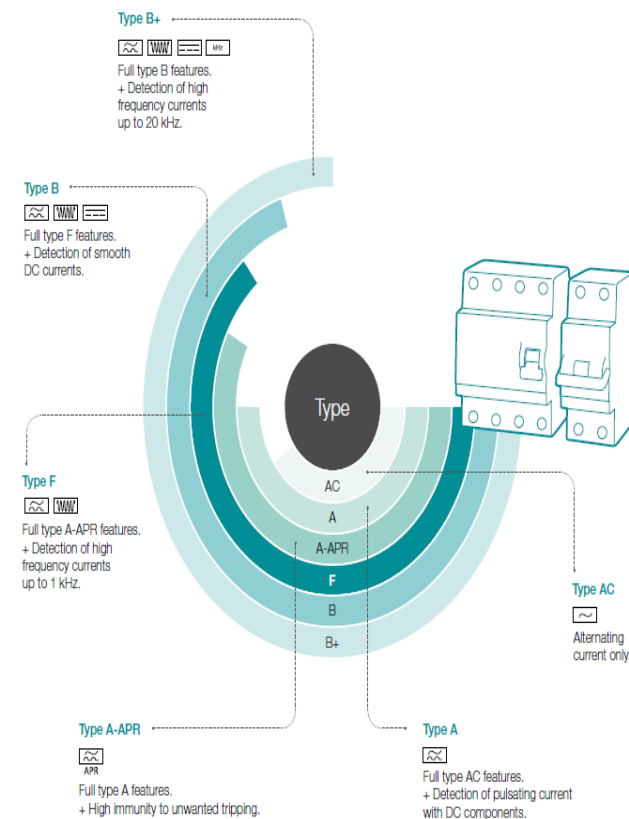 Type B+
kHz
Full type B features.
+ Detection of high
frequency currents
up to 20 kHz.
Type B
Full type F features.
+ Detection of smooth
DC currents.
Type
AC
A
A-APR
F
B
B+
Type F
Full type A-APR features.
+ Detection of high
frequency currents
up to 1 kHz.
Type AC
Alternating
current only.
Type A-APR
APR
Full type A features.
+ High immunity to unwanted tripping.
Type A
Full type AC features.
+ Detection of pulsating current
with DC components.